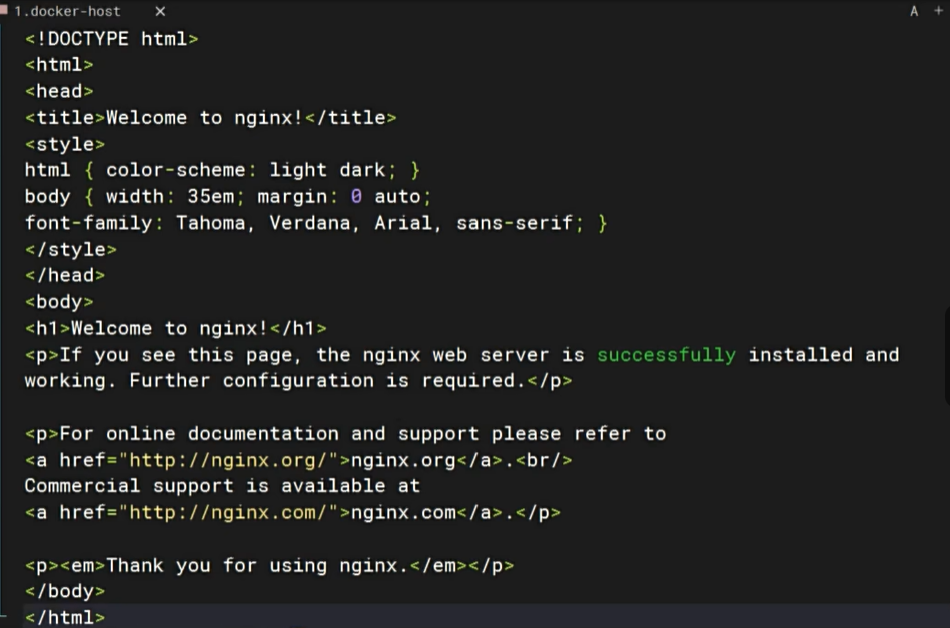 1.docker-host × A +
<!DOCTYPE html>
<html>
<head>
<title>Welcome to nginx!</title>
<style>
html { color-scheme: light dark; }
body { width: 35em; margin: 0 auto;
font-family: Tahoma, Verdana, Arial, sans-serif; }
</style>
</head>
<body>
<h1>Welcome to nginx!</h1>
<p>If you see this page, the nginx web server is successfully installed and
working. Further configuration is required.</p>

<p>For online documentation and support please refer to
<a href="http://nginx.org/">nginx.org</a>.<br/>
Commercial support is available at
<a href="http://nginx.com/">nginx.com</a>.</p>

<p><em>Thank you for using nginx.</em></p>
</body>
</html>